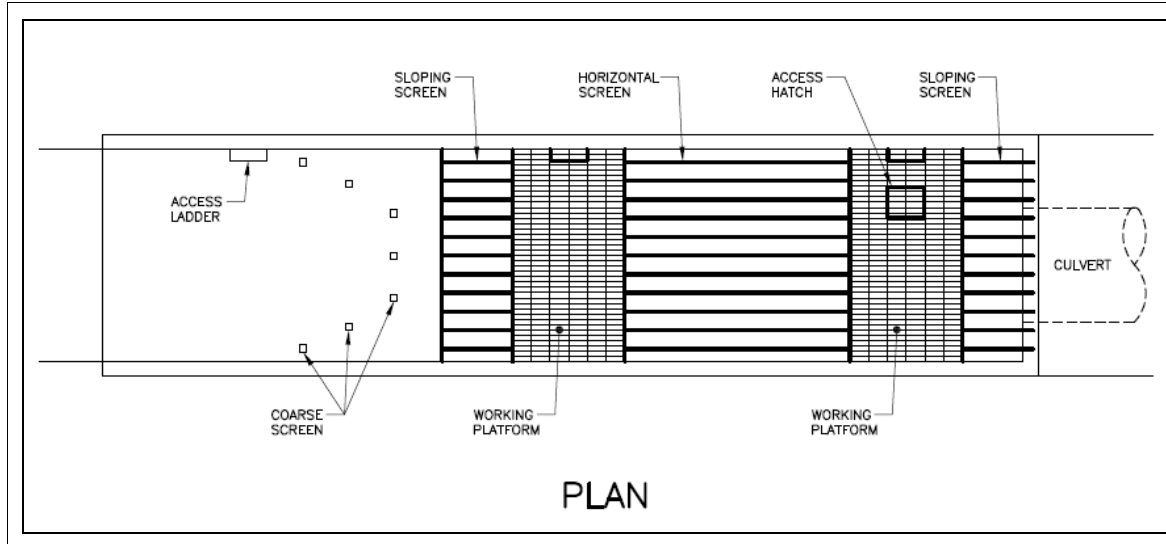 SLOPING
SCREEN
HORIZONTAL
SCREEN
ACCESS
HATCH
SLOPING
SCREEN
ACCESS
LADDER
CULVERT
COARSE
SCREEN
WORKING
PLATFORM
WORKING
PLATFORM
PLAN